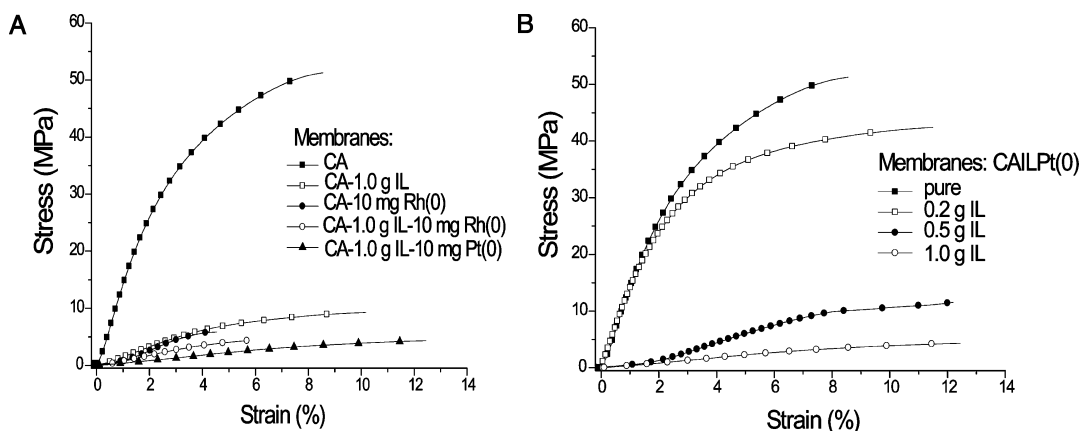 A
60
50
40
30
20
10
0
Stress (MPa)
0 2 4 6 8 10 12 14
Strain (%)
Membranes:
CA
CA-1.0 g IL
CA-10 mg Rh(0)
CA-1.0 g IL-10 mg Rh(0)
CA-1.0 g IL-10 mg Pt(0)
B
60
50
40
30
20
10
0
Stress (MPa)
0 2 4 6 8 10 12 14
Strain (%)
Membranes: CAILPt(0)
pure
0.2 g IL
0.5 g IL
1.0 g IL